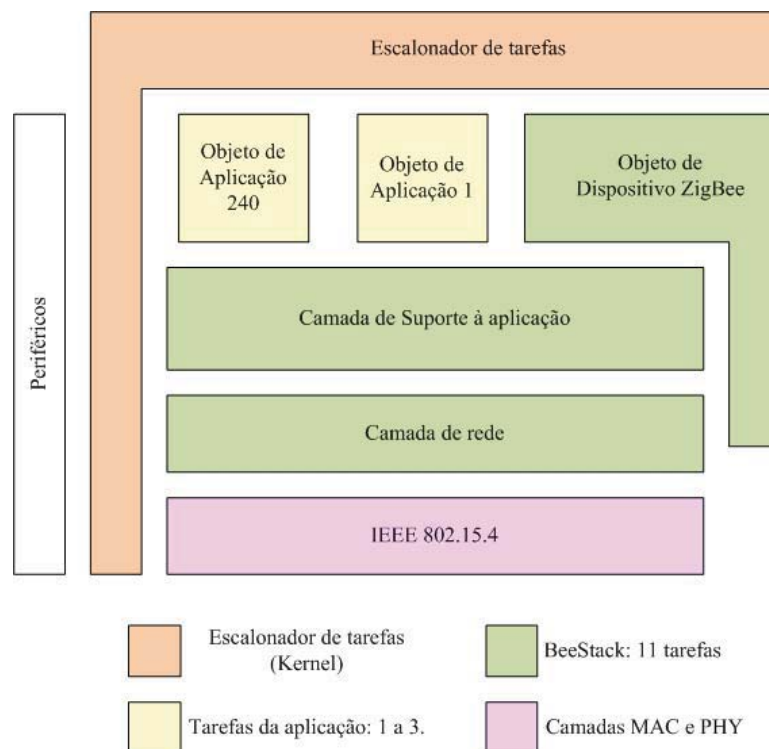 Escalonador de tarefas
Periféricos
Objeto de
Aplicação
240
Objeto de
Aplicação 1
Objeto de
Dispositivo ZigBee
Camada de Suporte à aplicação
Camada de rede
IEEE 802.15.4
Escalonador de tarefas
(Kernel)
BeeStack: 11 tarefas
Tarefas da aplicação: 1 a 3.
Camadas MAC e PHY